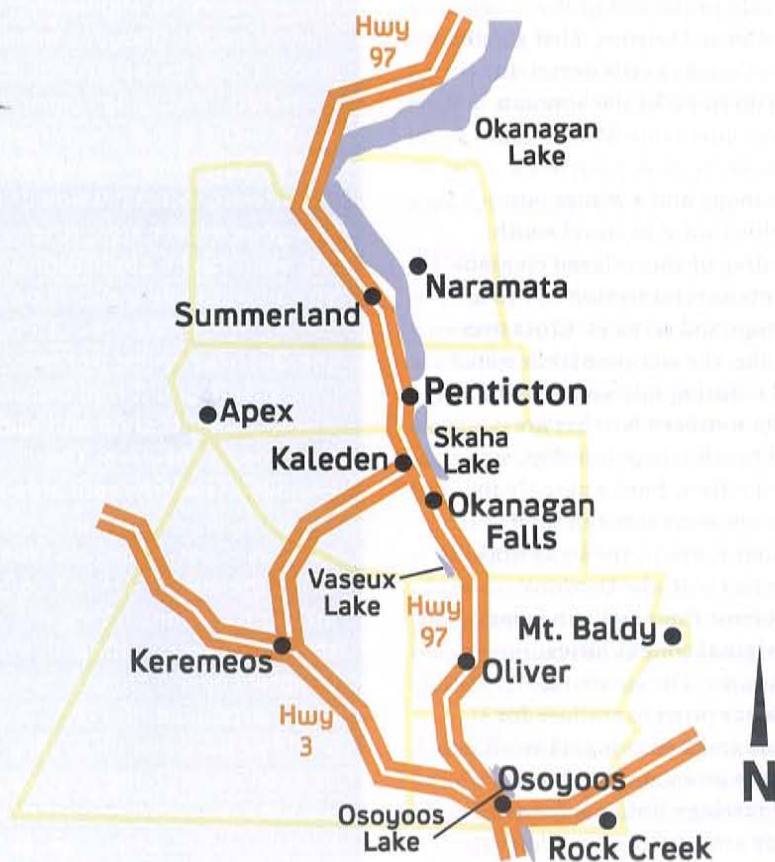 Hwy
97
Okanagan
Lake
Naramata
Summerland
Penticton
Apex
Skaha
Lake
Kaleden
Okanagan
Falls
Vaseux
Lake
Hwy
97
Mt. Baldy
Keremeos
Oliver
Hwy
3
N
Osoyoos
Osoyoos
Lake
Rock Creek